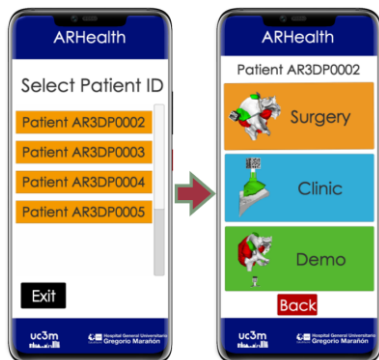 ARHealth
Select Patient ID
Patient AR3DP0002
Patient AR3DP0003
Patient AR3DP0004
Patient AR3DP0005
Exit
uc3m
Hospital General Universitario
Gregorio Marañón
ARHealth
Patient AR3DP0002
Surgery
Clinic
Demo
Back
uc3m
Hospital General Universitario
Gregorio Marañón